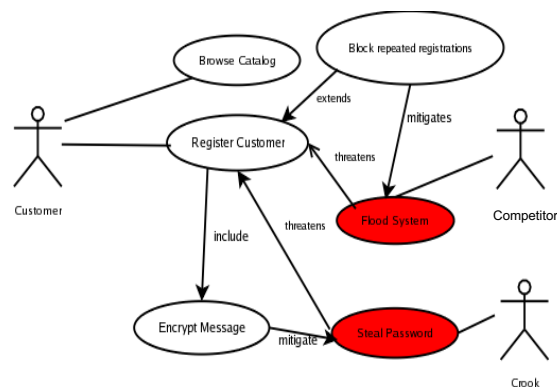 Browse Catalog
Block repeated registrations
extends
mitigates
Register Customer
threatens
Customer
Flood System
Competitor
include
threatens
Encrypt Message
mitigate
Steal Password
Crook